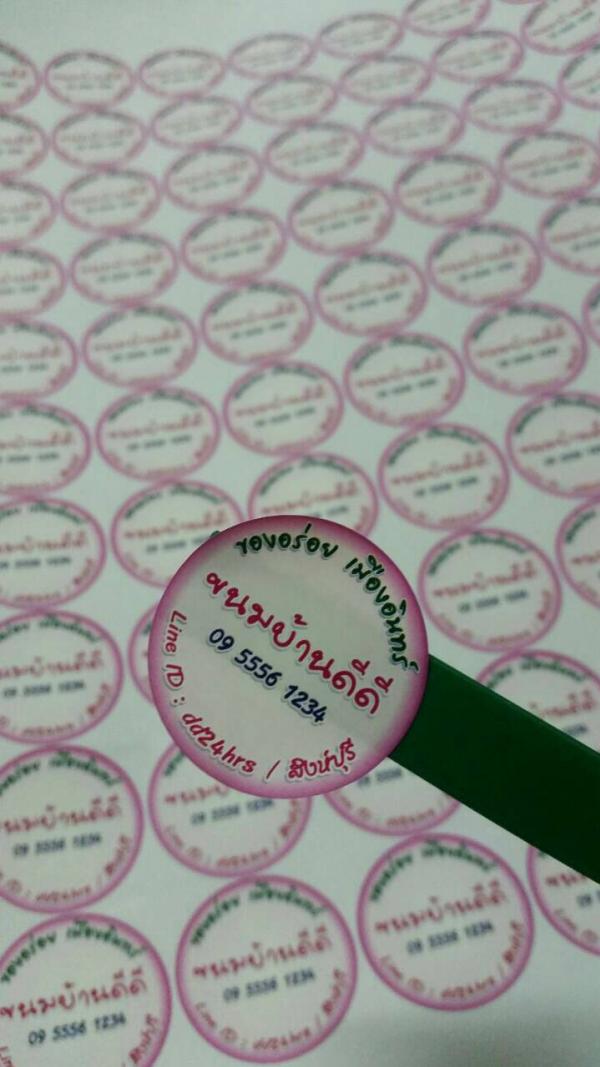 ของอร่อย เมืองอินทร์
ขนมบ้านดีดี
09 5556 1234
Line ID : dd24hrs / สิงห์บุรี